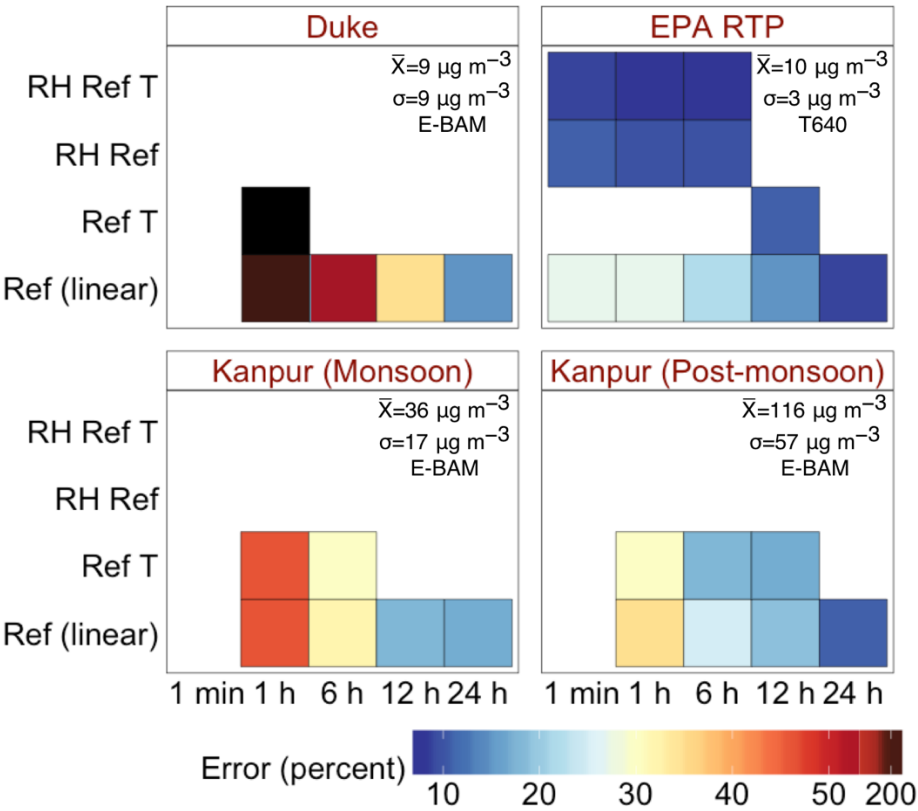 Duke
EPA RTP
X̅=9 µg m⁻³
σ=9 µg m⁻³
E-BAM
X̅=10 µg m⁻³
σ=3 µg m⁻³
T640
RH Ref T
RH Ref
Ref T
Ref (linear)
Kanpur (Monsoon)
Kanpur (Post-monsoon)
X̅=36 µg m⁻³
σ=17 µg m⁻³
E-BAM
X̅=116 µg m⁻³
σ=57 µg m⁻³
E-BAM
RH Ref T
RH Ref
Ref T
Ref (linear)
1 min 1 h 6 h 12 h 24 h
1 min 1 h 6 h 12 h 24 h
Error (percent)
10 20 30 40 50 200